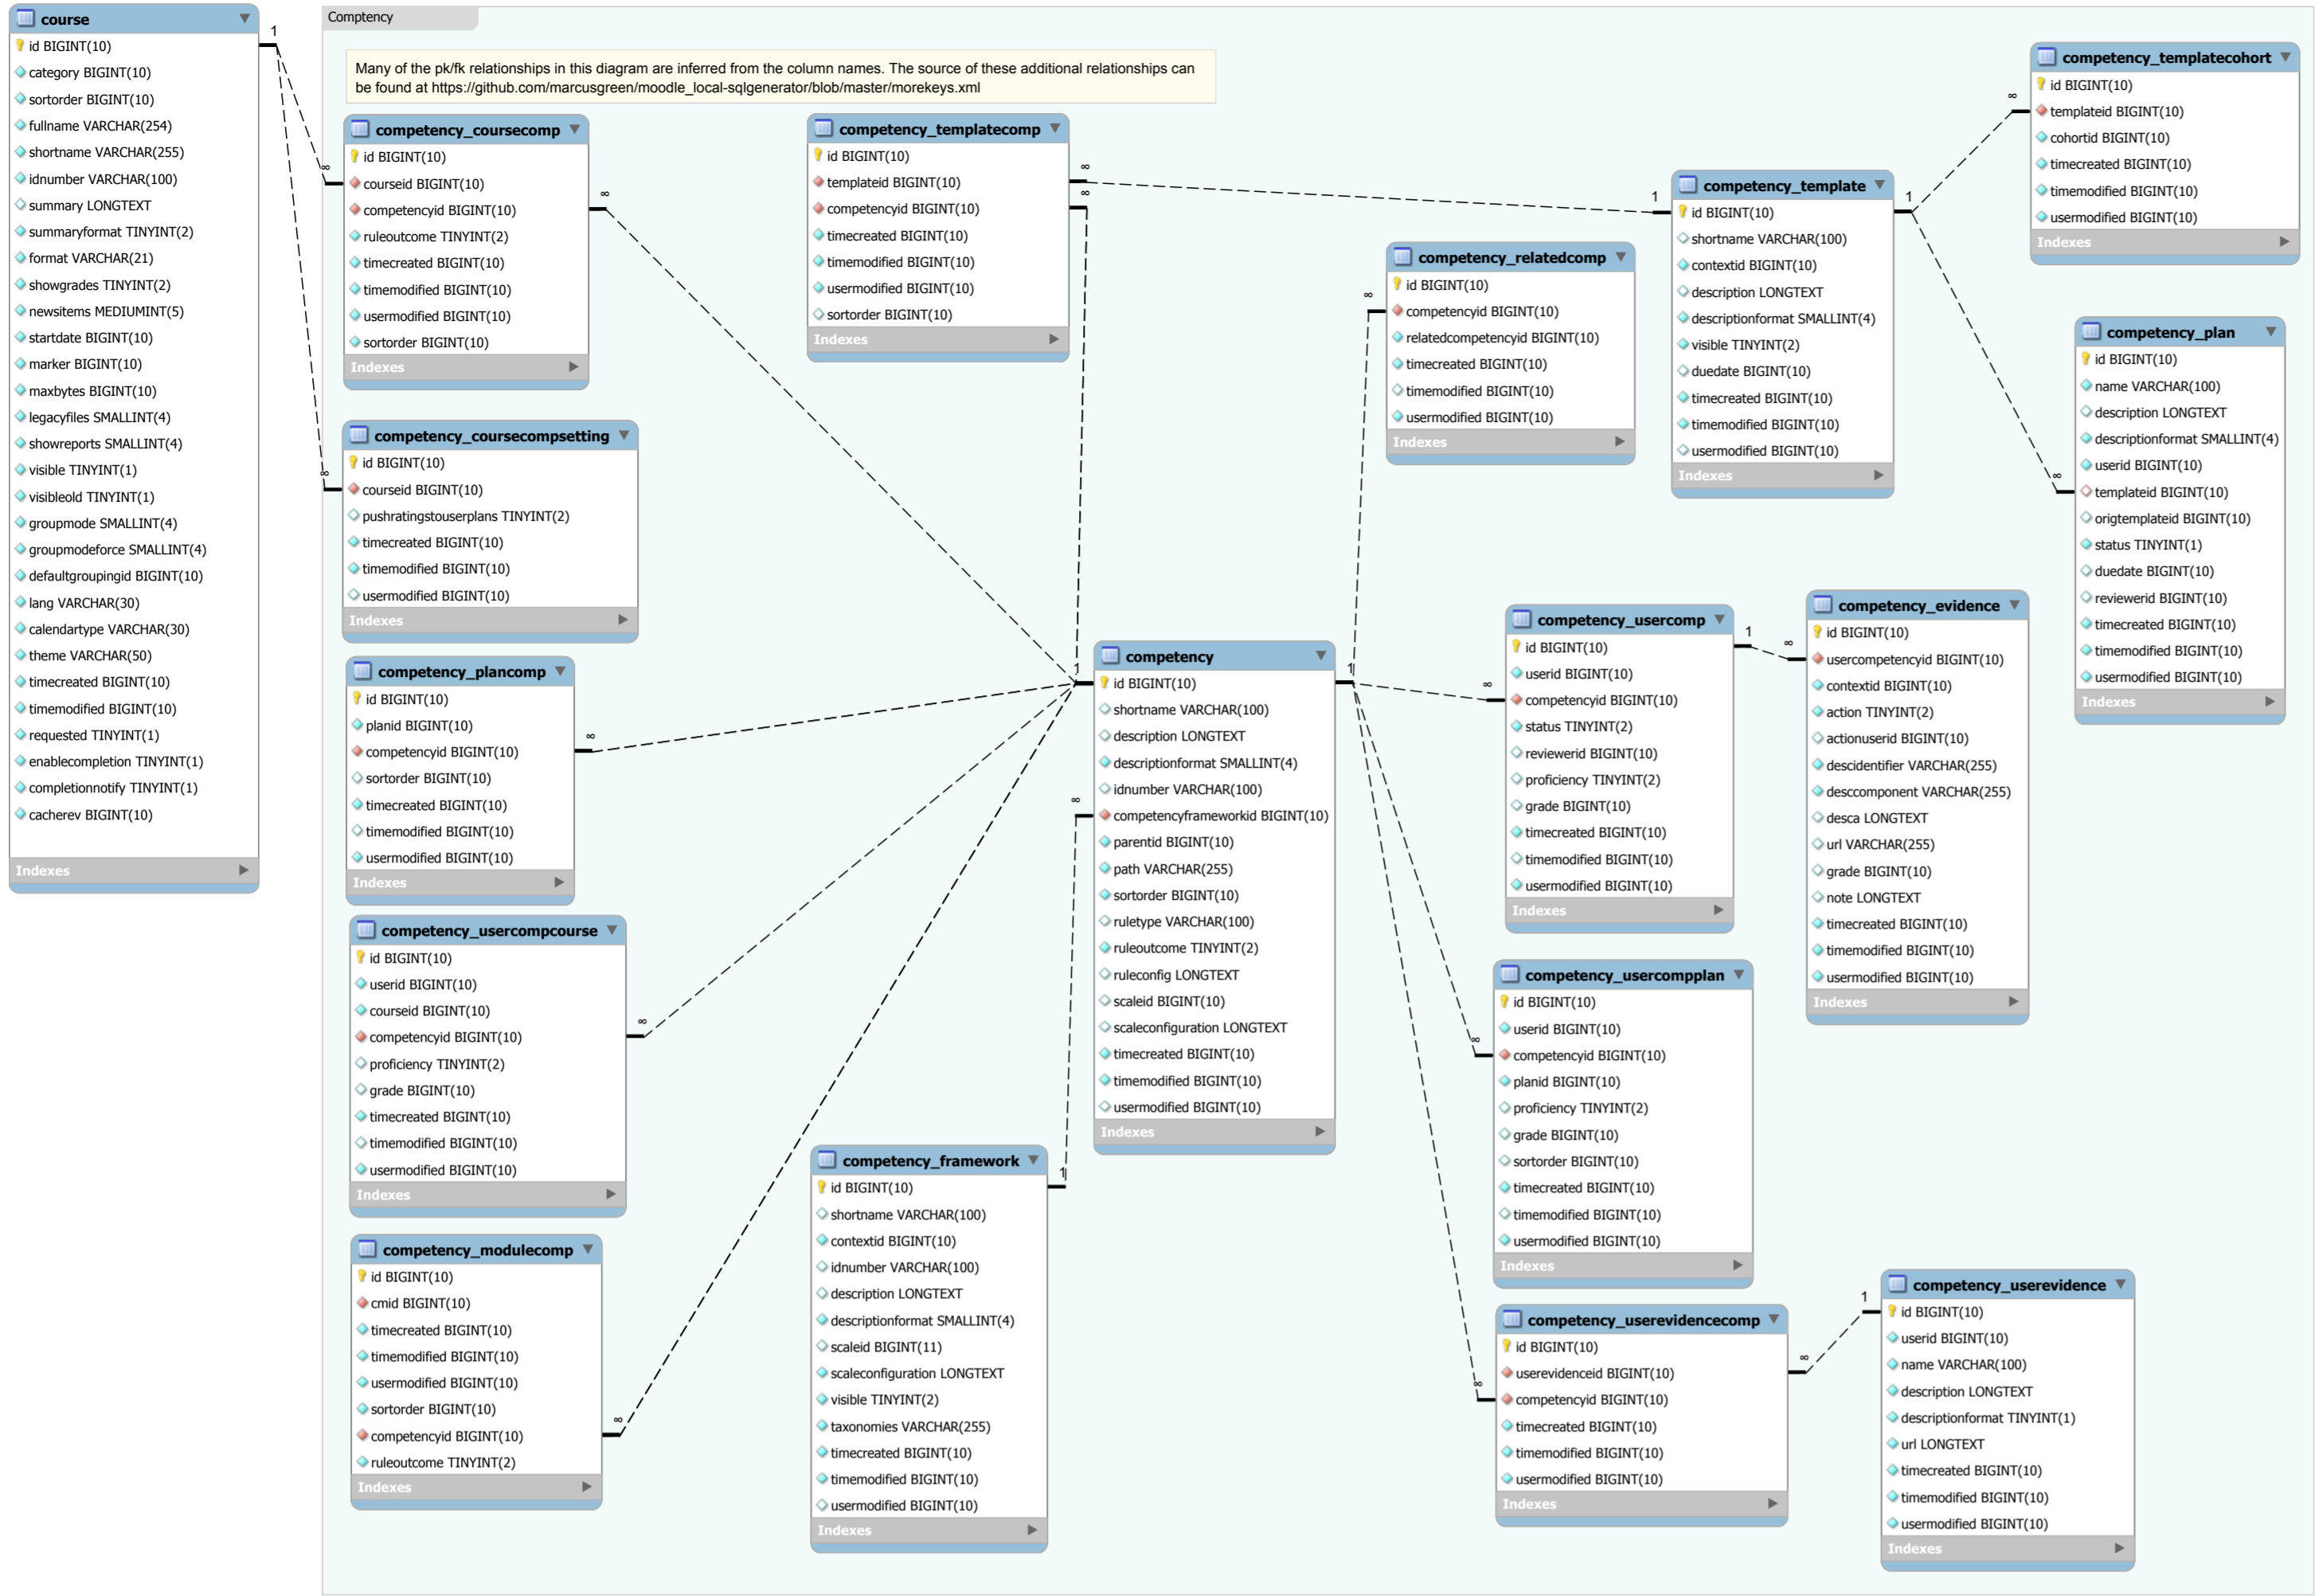 course
id BIGINT(10)
category BIGINT(10)
sortorder BIGINT(10)
fullname VARCHAR(254)
shortname VARCHAR(255)
idnumber VARCHAR(100)
summary LONGTEXT
summaryformat TINYINT(2)
format VARCHAR(21)
showgrades TINYINT(2)
newsitems MEDIUMINT(5)
startdate BIGINT(10)
marker BIGINT(10)
maxbytes BIGINT(10)
legacyfiles SMALLINT(4)
showreports SMALLINT(4)
visible TINYINT(1)
visibleold TINYINT(1)
groupmode SMALLINT(4)
groupmodeforce SMALLINT(4)
defaultgroupingid BIGINT(10)
lang VARCHAR(30)
calendartype VARCHAR(30)
theme VARCHAR(50)
timecreated BIGINT(10)
timemodified BIGINT(10)
requested TINYINT(1)
enablecompletion TINYINT(1)
completionnotify TINYINT(1)
cacherev BIGINT(10)
Indexes
1
Comptency
Many of the pk/fk relationships in this diagram are inferred from the column names. The source of these additional relationships can
be found at https://github.com/marcusgreen/moodle_local-sqlgenerator/blob/master/morekeys.xml
competency_coursecomp
id BIGINT(10)
courseid BIGINT(10)
competencyid BIGINT(10)
ruleoutcome TINYINT(2)
timecreated BIGINT(10)
timemodified BIGINT(10)
usermodified BIGINT(10)
sortorder BIGINT(10)
Indexes
∞
∞
competency_coursecompsetting
id BIGINT(10)
courseid BIGINT(10)
pushratingstouserplans TINYINT(2)
timecreated BIGINT(10)
timemodified BIGINT(10)
usermodified BIGINT(10)
Indexes
∞
competency_plancomp
id BIGINT(10)
planid BIGINT(10)
competencyid BIGINT(10)
sortorder BIGINT(10)
timecreated BIGINT(10)
timemodified BIGINT(10)
usermodified BIGINT(10)
Indexes
∞
competency_usercompcourse
id BIGINT(10)
userid BIGINT(10)
courseid BIGINT(10)
competencyid BIGINT(10)
proficiency TINYINT(2)
grade BIGINT(10)
timecreated BIGINT(10)
timemodified BIGINT(10)
usermodified BIGINT(10)
Indexes
∞
competency_modulecomp
id BIGINT(10)
cmid BIGINT(10)
timecreated BIGINT(10)
timemodified BIGINT(10)
usermodified BIGINT(10)
sortorder BIGINT(10)
competencyid BIGINT(10)
ruleoutcome TINYINT(2)
Indexes
∞
competency_templatecomp
id BIGINT(10)
templateid BIGINT(10)
competencyid BIGINT(10)
timecreated BIGINT(10)
timemodified BIGINT(10)
usermodified BIGINT(10)
sortorder BIGINT(10)
Indexes
∞
∞
competency_framework
id BIGINT(10)
shortname VARCHAR(100)
contextid BIGINT(10)
idnumber VARCHAR(100)
description LONGTEXT
descriptionformat SMALLINT(4)
scaleid BIGINT(11)
scaleconfiguration LONGTEXT
visible TINYINT(2)
taxonomies VARCHAR(255)
timecreated BIGINT(10)
timemodified BIGINT(10)
usermodified BIGINT(10)
Indexes
1
competency
id BIGINT(10)
shortname VARCHAR(100)
description LONGTEXT
descriptionformat SMALLINT(4)
idnumber VARCHAR(100)
competencyframeworkid BIGINT(10)
parentid BIGINT(10)
path VARCHAR(255)
sortorder BIGINT(10)
ruletype VARCHAR(100)
ruleoutcome TINYINT(2)
ruleconfig LONGTEXT
scaleid BIGINT(10)
scaleconfiguration LONGTEXT
timecreated BIGINT(10)
timemodified BIGINT(10)
usermodified BIGINT(10)
Indexes
1
∞
1
competency_relatedcomp
id BIGINT(10)
competencyid BIGINT(10)
relatedcompetencyid BIGINT(10)
timecreated BIGINT(10)
timemodified BIGINT(10)
usermodified BIGINT(10)
Indexes
∞
competency_template
id BIGINT(10)
shortname VARCHAR(100)
contextid BIGINT(10)
description LONGTEXT
descriptionformat SMALLINT(4)
visible TINYINT(2)
duedate BIGINT(10)
timecreated BIGINT(10)
timemodified BIGINT(10)
usermodified BIGINT(10)
Indexes
1
1
competency_templatecohort
id BIGINT(10)
templateid BIGINT(10)
cohortid BIGINT(10)
timecreated BIGINT(10)
timemodified BIGINT(10)
usermodified BIGINT(10)
Indexes
∞
competency_plan
id BIGINT(10)
name VARCHAR(100)
description LONGTEXT
descriptionformat SMALLINT(4)
userid BIGINT(10)
templateid BIGINT(10)
origtemplateid BIGINT(10)
status TINYINT(1)
duedate BIGINT(10)
reviewerid BIGINT(10)
timecreated BIGINT(10)
timemodified BIGINT(10)
usermodified BIGINT(10)
Indexes
∞
competency_usercomp
id BIGINT(10)
userid BIGINT(10)
competencyid BIGINT(10)
status TINYINT(2)
reviewerid BIGINT(10)
proficiency TINYINT(2)
grade BIGINT(10)
timecreated BIGINT(10)
timemodified BIGINT(10)
usermodified BIGINT(10)
Indexes
∞
1
competency_evidence
id BIGINT(10)
usercompetencyid BIGINT(10)
contextid BIGINT(10)
action TINYINT(2)
actionuserid BIGINT(10)
descidentifier VARCHAR(255)
desccomponent VARCHAR(255)
desca LONGTEXT
url VARCHAR(255)
grade BIGINT(10)
note LONGTEXT
timecreated BIGINT(10)
timemodified BIGINT(10)
usermodified BIGINT(10)
Indexes
∞
competency_usercompplan
id BIGINT(10)
userid BIGINT(10)
competencyid BIGINT(10)
planid BIGINT(10)
proficiency TINYINT(2)
grade BIGINT(10)
sortorder BIGINT(10)
timecreated BIGINT(10)
timemodified BIGINT(10)
usermodified BIGINT(10)
Indexes
∞
competency_userevidencecomp
id BIGINT(10)
userevidenceid BIGINT(10)
competencyid BIGINT(10)
timecreated BIGINT(10)
timemodified BIGINT(10)
usermodified BIGINT(10)
Indexes
∞
∞
competency_userevidence
id BIGINT(10)
userid BIGINT(10)
name VARCHAR(100)
description LONGTEXT
descriptionformat TINYINT(1)
url LONGTEXT
timecreated BIGINT(10)
timemodified BIGINT(10)
usermodified BIGINT(10)
Indexes
1